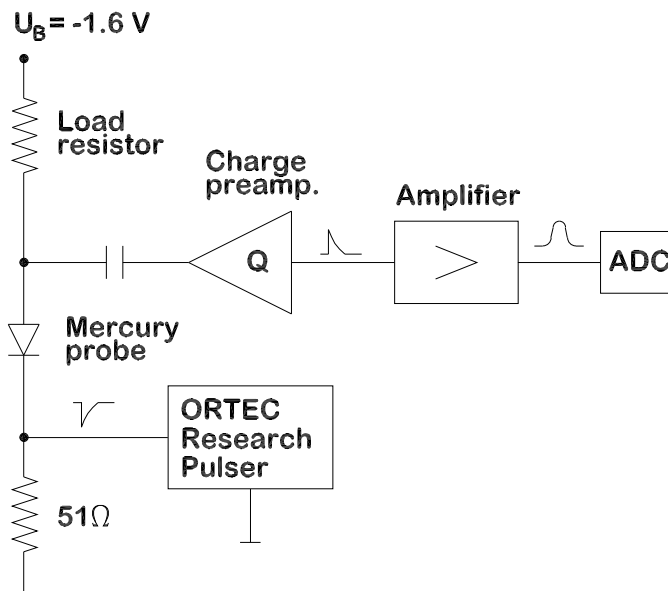 U_B = -1.6 V
Load
resistor
Charge
preamp.
Amplifier
Q
ADC
Mercury
probe
ORTEC
Research
Pulser
51Ω